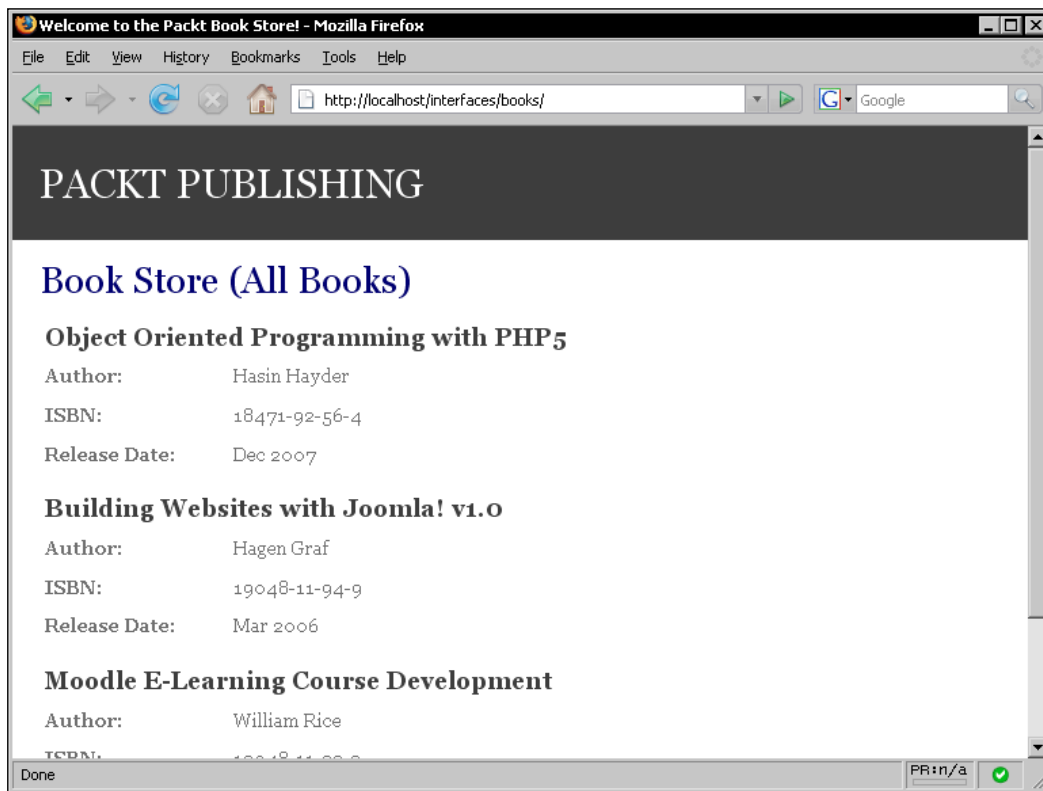 Welcome to the Packt Book Store! - Mozilla Firefox
File Edit View History Bookmarks Tools Help
http://localhost/interfaces/books/
G Google
PACKT PUBLISHING
Book Store (All Books)
Object Oriented Programming with PHP5
Author: Hasin Hayder
ISBN: 18471-92-56-4
Release Date: Dec 2007
Building Websites with Joomla! v1.0
Author: Hagen Graf
ISBN: 19048-11-94-9
Release Date: Mar 2006
Moodle E-Learning Course Development
Author: William Rice
ISBN:
Done PR:n/a